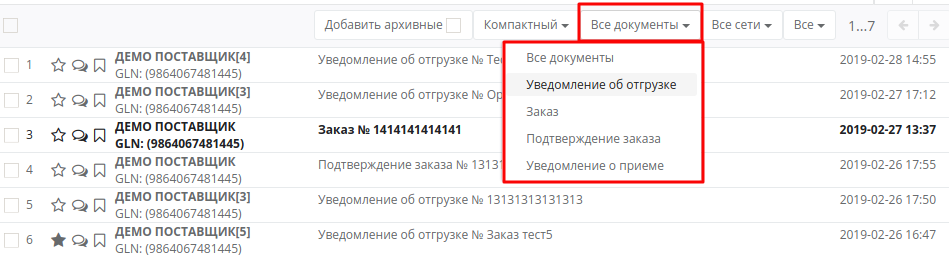 Добавить архивные Компактный Все документы Все сети Все 1...7
1 ДЕМО ПОСТАВЩИК[4] Уведомление об отгрузке № Тес 2019-02-28 14:55
GLN: (9864067481445)
Все документы
2 ДЕМО ПОСТАВЩИК[3] Уведомление об отгрузке № Ор 2019-02-27 17:12
GLN: (9864067481445)
Уведомление об отгрузке
Заказ
3 ДЕМО ПОСТАВЩИК Заказ № 1414141414141 2019-02-27 13:37
GLN: (9864067481445)
Подтверждение заказа
4 ДЕМО ПОСТАВЩИК Подтверждение заказа № 13131 2019-02-26 17:55
GLN: (9864067481445)
Уведомление о приеме
5 ДЕМО ПОСТАВЩИК[3] Уведомление об отгрузке № 13131313131313 2019-02-26 17:50
GLN: (9864067481445)
6 ДЕМО ПОСТАВЩИК[5] Уведомление об отгрузке № Заказ тест5 2019-02-26 16:47
GLN: (9864067481445)